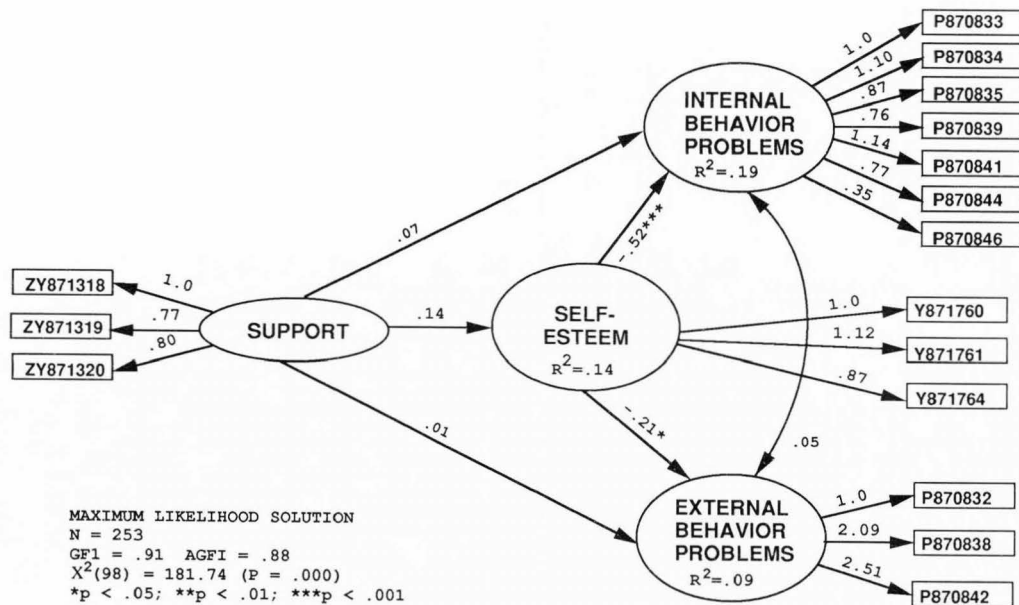 P870833
1.0
P870834
1.10
INTERNAL
BEHAVIOR
PROBLEMS
R²=.19
.87
P870835
.76
P870839
1.14
P870841
.77
P870844
.35
P870846
.07
-.52***
ZY871318
1.0
ZY871319
.77
ZY871320
.80
SUPPORT
.14
SELF-
ESTEEM
R²=.14
1.0
Y871760
1.12
Y871761
.87
Y871764
.01
-.21*
.05
EXTERNAL
BEHAVIOR
PROBLEMS
R²=.09
1.0
P870832
2.09
P870838
2.51
P870842
MAXIMUM LIKELIHOOD SOLUTION
N = 253
GF1 = .91 AGFI = .88
X²(98) = 181.74 (P = .000)
*p < .05; **p < .01; ***p < .001